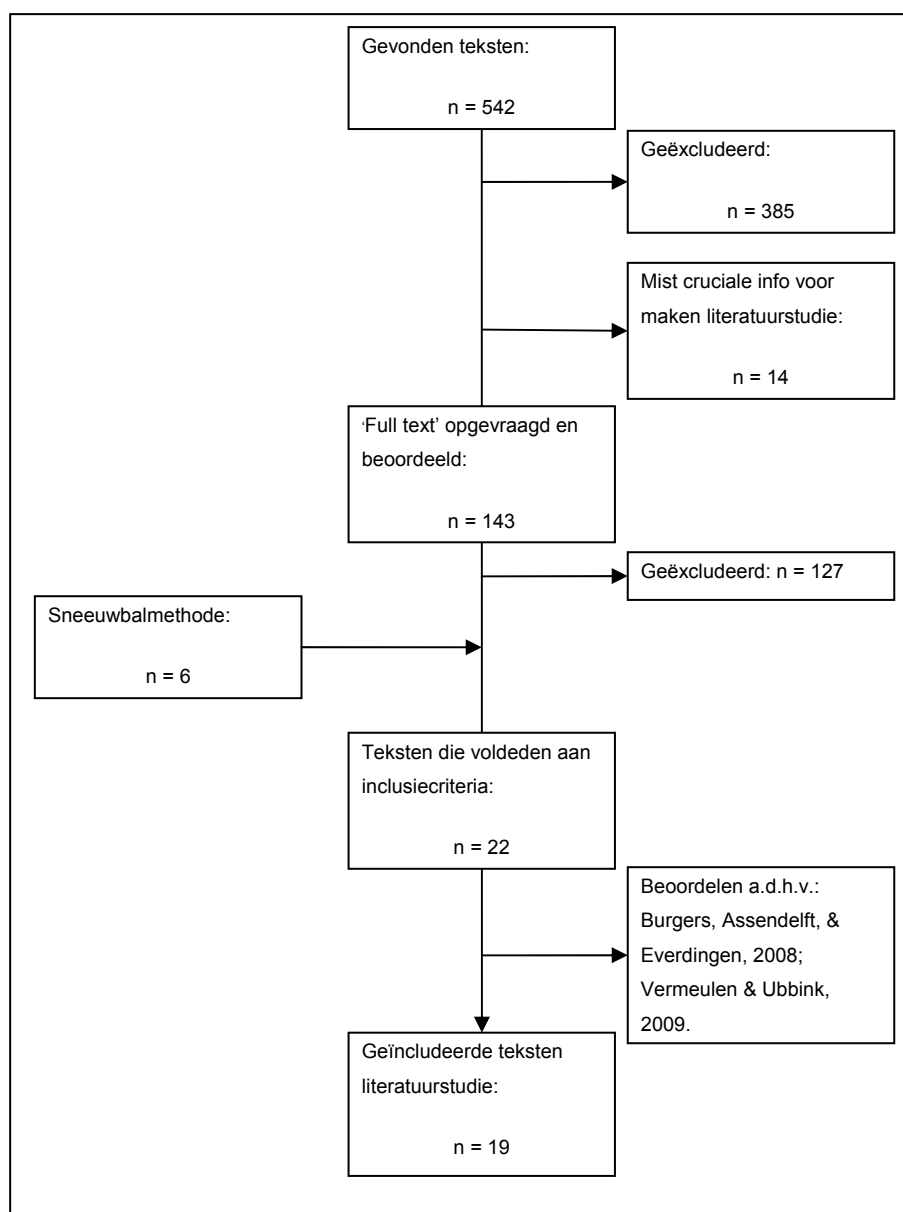 Gevonden teksten:
n = 542
Geëxcludeerd:
n = 385
Mist cruciale info voor
maken literatuurstudie:
n = 14
‘Full text’ opgevraagd en
beoordeeld:
n = 143
Geëxcludeerd: n = 127
Sneeuwbalmethode:
n = 6
Teksten die voldeden aan
inclusiecriteria:
n = 22
Beoordelen a.d.h.v.:
Burgers, Assendelft, &
Everdingen, 2008;
Vermeulen & Ubbink,
2009.
Geïncludeerde teksten
literatuurstudie:
n = 19